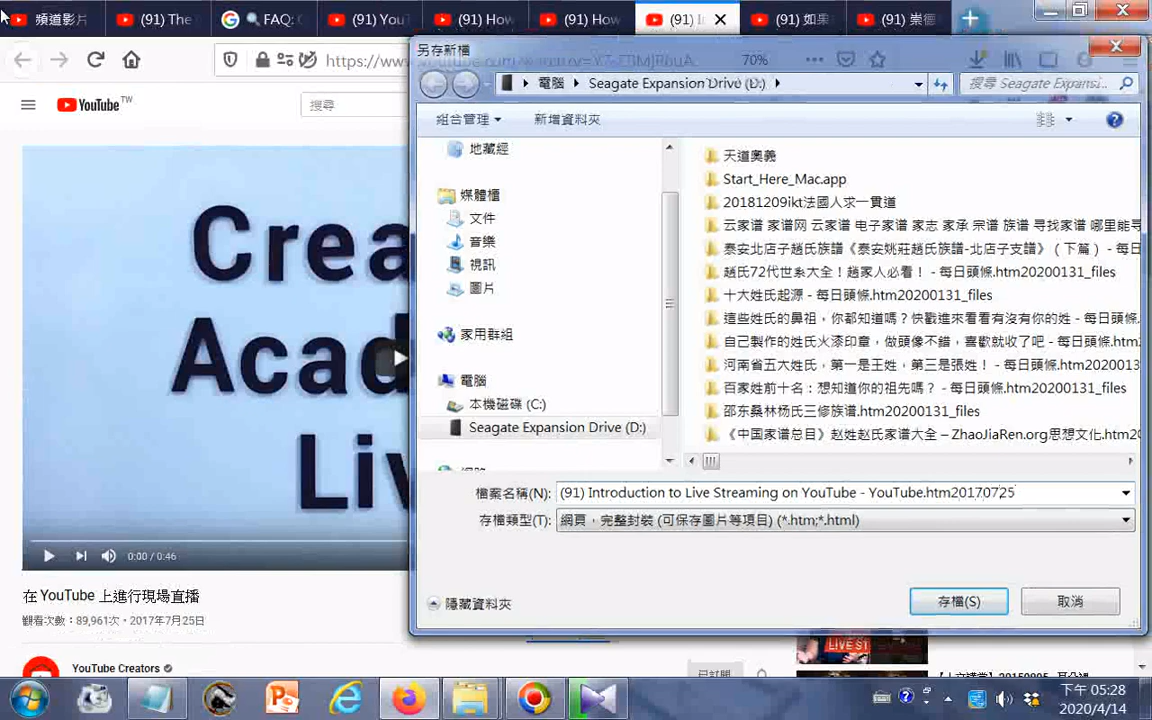 頻道影片
(91) The
FAQ:
(91) You
(91) How
(91) How
(91) I
(91) 如果
(91) 崇德
另存新檔
https://www.
70%
電腦
Seagate Expansion Drive (D:)
搜尋 Seagate Expansi...
組合管理
新增資料夾
YouTube TW
搜尋
地藏經
媒體櫃
文件
音樂
視訊
圖片
家用群組
電腦
本機磁碟 (C:)
Seagate Expansion Drive (D:)
天道奧義
Start_Here_Mac.app
20181209ikt法國人求一貫道
云家谱 家谱网 云家谱 电子家谱 家志 家承 宗谱 族谱 寻找家谱 哪里能寻
泰安北店子趙氏族譜《泰安姚莊趙氏族譜-北店子支譜》（下篇） - 每日
趙氏72代世系大全！趙家人必看！ - 每日頭條.htm20200131_files
十大姓氏起源 - 每日頭條.htm20200131_files
這些姓氏的鼻祖，你都知道嗎？快戳進來看看有沒有你的姓 - 每日頭條.
自己製作的姓氏火漆印章，做頭像不錯，喜歡就收了吧 - 每日頭條.htm
河南省五大姓氏，第一是王姓，第三是張姓！ - 每日頭條.htm20200131
百家姓前十名：想知道你的祖先嗎？ - 每日頭條.htm20200131_files
邵东桑林杨氏三修族谱.htm20200131_files
《中国家谱总目》赵姓赵氏家谱大全 – ZhaoJiaRen.org思想文化.htm20
Crea
Acad
Liv
檔案名稱(N):
(91) Introduction to Live Streaming on YouTube - YouTube.htm20170725
存檔類型(T):
網頁，完整封裝 (可保存圖片等項目) (*.htm;*.html)
隱藏資料夾
存檔(S)
取消
0:00 / 0:46
在 YouTube 上進行現場直播
觀看次數：89,961次・2017年7月25日
YouTube Creators
已訂閱
LIVE ST
下午 05:28
2020/4/14